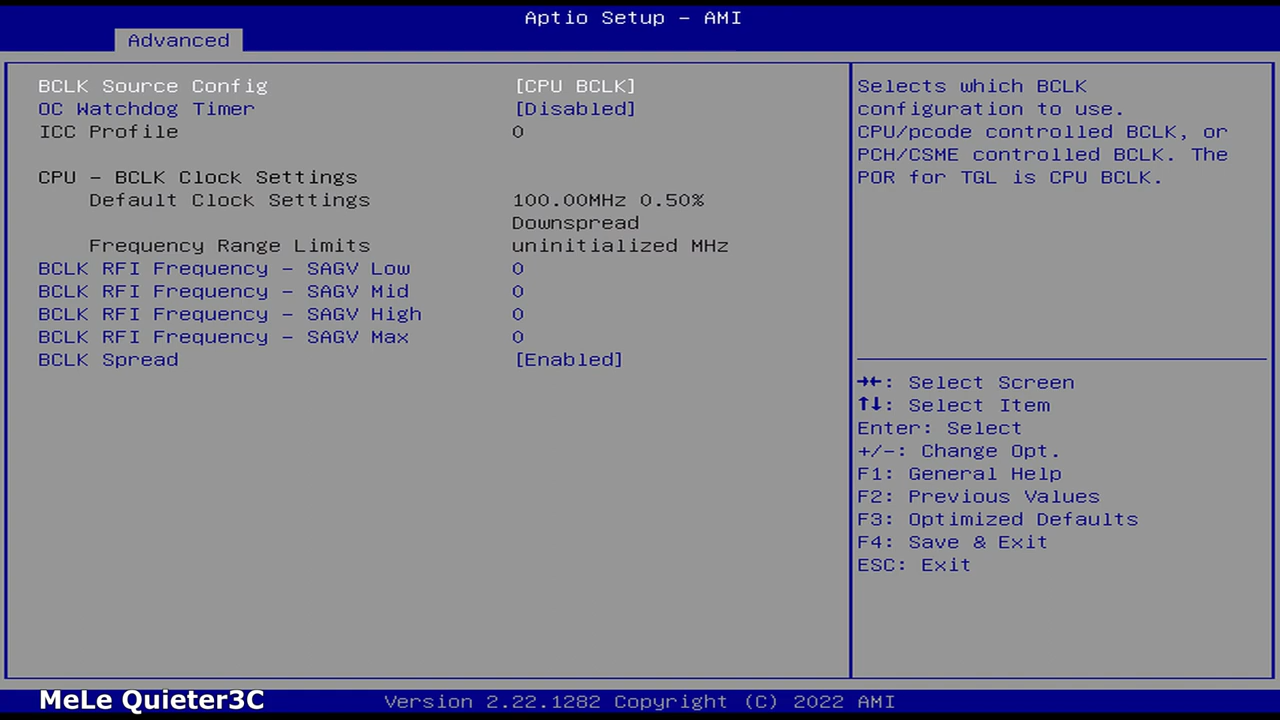 Aptio Setup – AMI
Advanced
BCLK Source Config [CPU BCLK]
OC Watchdog Timer [Disabled]
ICC Profile 0
CPU – BCLK Clock Settings
Default Clock Settings 100.00MHz 0.50%
Downspread
Frequency Range Limits uninitialized MHz
BCLK RFI Frequency – SAGV Low 0
BCLK RFI Frequency – SAGV Mid 0
BCLK RFI Frequency – SAGV High 0
BCLK RFI Frequency – SAGV Max 0
BCLK Spread [Enabled]
Selects which BCLK
configuration to use.
CPU/pcode controlled BCLK, or
PCH/CSME controlled BCLK. The
POR for TGL is CPU BCLK.
→←: Select Screen
↑↓: Select Item
Enter: Select
+/–: Change Opt.
F1: General Help
F2: Previous Values
F3: Optimized Defaults
F4: Save & Exit
ESC: Exit
MeLe Quieter3C
Version 2.22.1282 Copyright (C) 2022 AMI